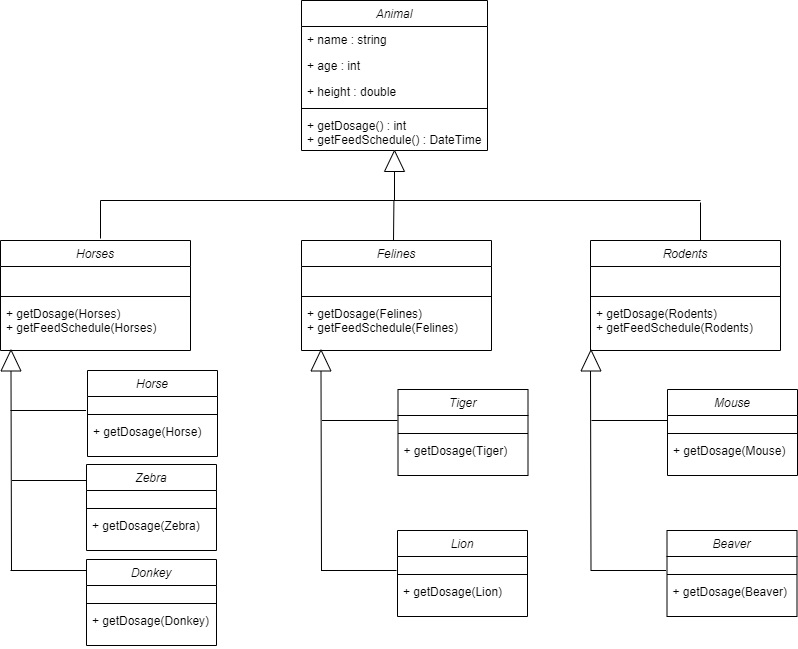 Animal
+ name : string
+ age : int
+ height : double
+ getDosage() : int
+ getFeedSchedule() : DateTime
Horses
+ getDosage(Horses)
+ getFeedSchedule(Horses)
Felines
+ getDosage(Felines)
+ getFeedSchedule(Felines)
Rodents
+ getDosage(Rodents)
+ getFeedSchedule(Rodents)
Horse
+ getDosage(Horse)
Zebra
+ getDosage(Zebra)
Donkey
+ getDosage(Donkey)
Tiger
+ getDosage(Tiger)
Lion
+ getDosage(Lion)
Mouse
+ getDosage(Mouse)
Beaver
+ getDosage(Beaver)